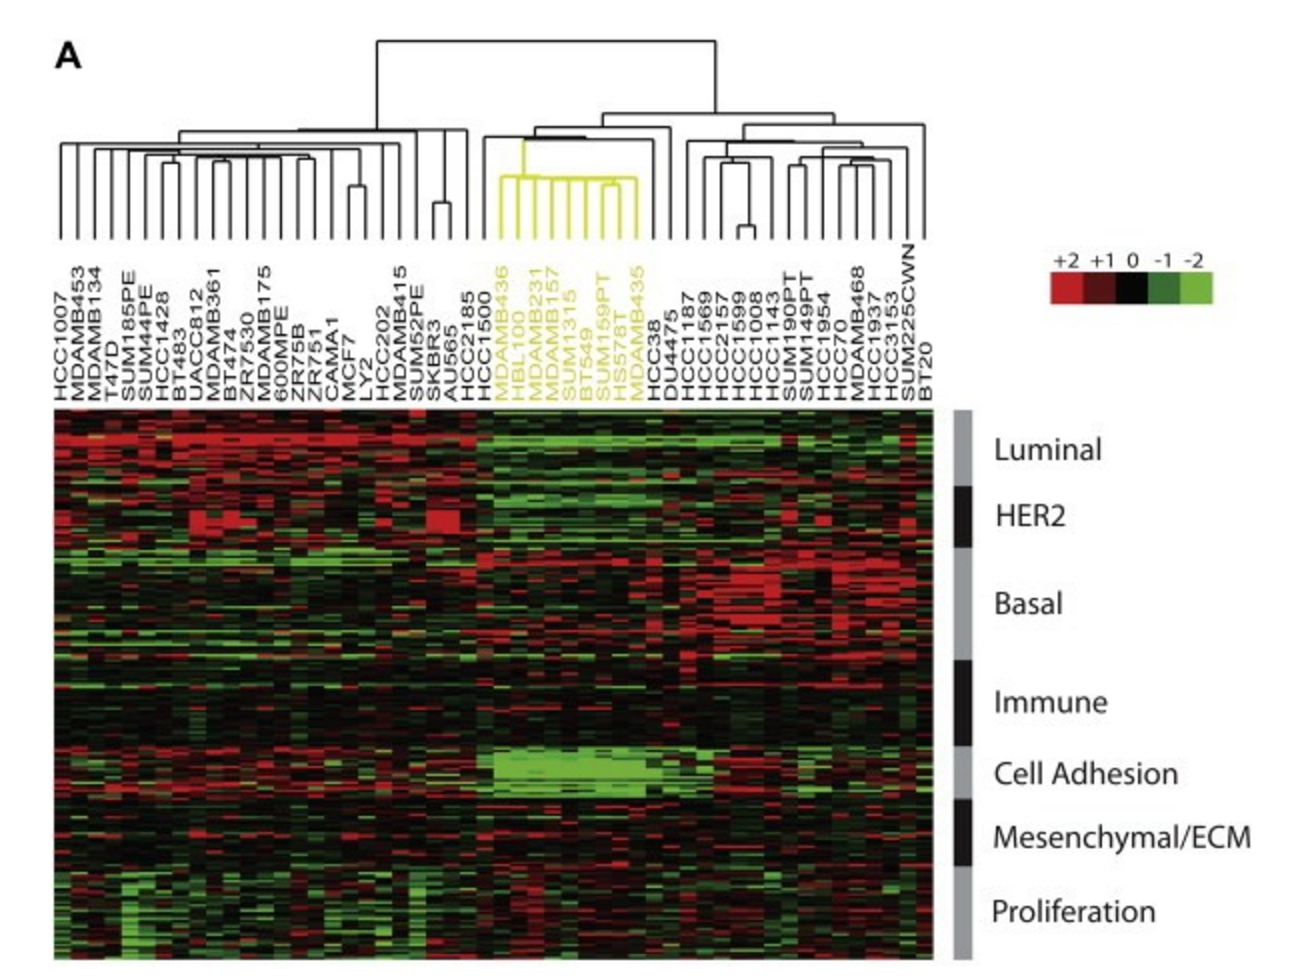 A
+2 +1 0 -1 -2
HCC1007
MDAMB453
MDAMB134
T47D
SUM185PE
SUM44PE
HCC1428
BT483
UACC812
MDAMB361
BT474
ZR7530
MDAMB175
600MPE
ZR75B
ZR751
CAMA1
MCF7
LY2
HCC202
MDAMB415
SUM52PE
SKBR3
AU565
HCC2185
HCC1500
MDAMB436
HBL100
MDAMB231
MDAMB157
SUM1315
BT549
SUM159PT
HS578T
MDAMB435
HCC38
DU4475
HCC1187
HCC1569
HCC2157
HCC1599
HCC1008
HCC1143
SUM190PT
SUM149PT
HCC1954
HCC70
MDAMB468
HCC1937
HCC3153
SUM225CWN
BT20
Luminal
HER2
Basal
Immune
Cell Adhesion
Mesenchymal/ECM
Proliferation